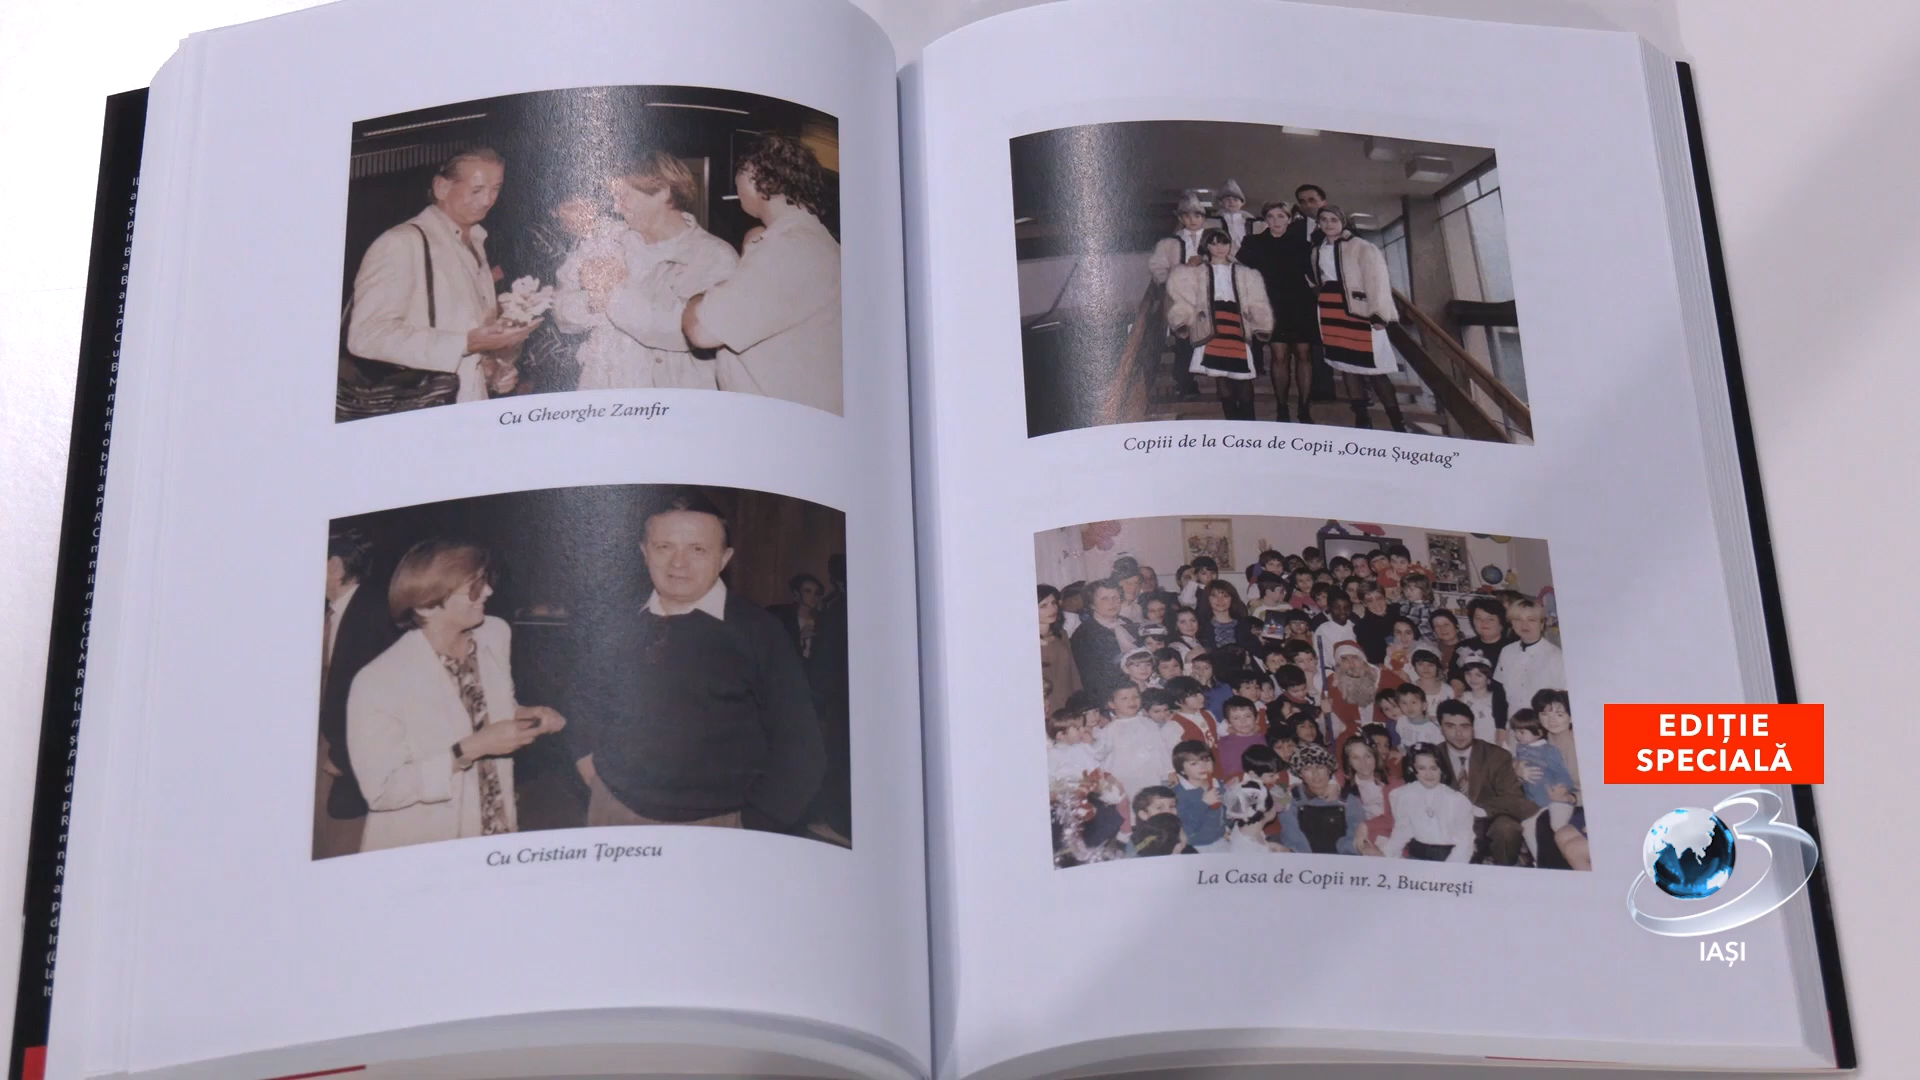 Cu Gheorghe Zamfir
Cu Cristian Țopescu
Copiii de la Casa de Copii „Ocna Șugatag”
La Casa de Copii nr. 2, București
EDIȚIE
SPECIALĂ
3
IAȘI